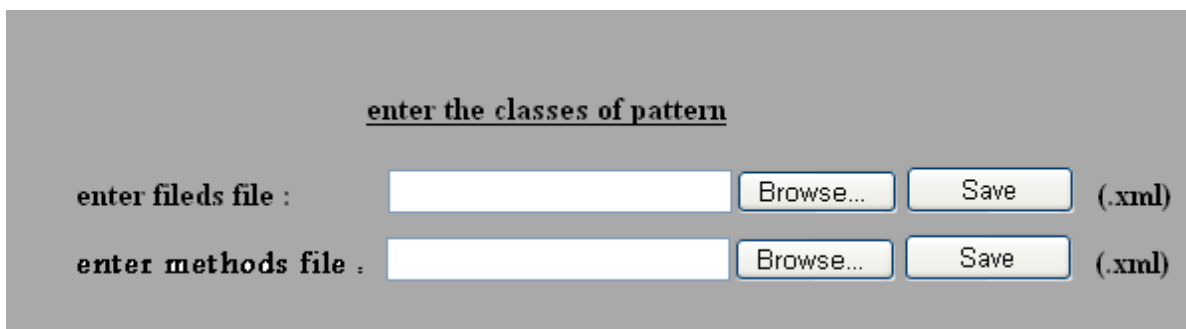 enter the classes of pattern
enter fileds file : Browse... Save (.xml)
enter methods file : Browse... Save (.xml)